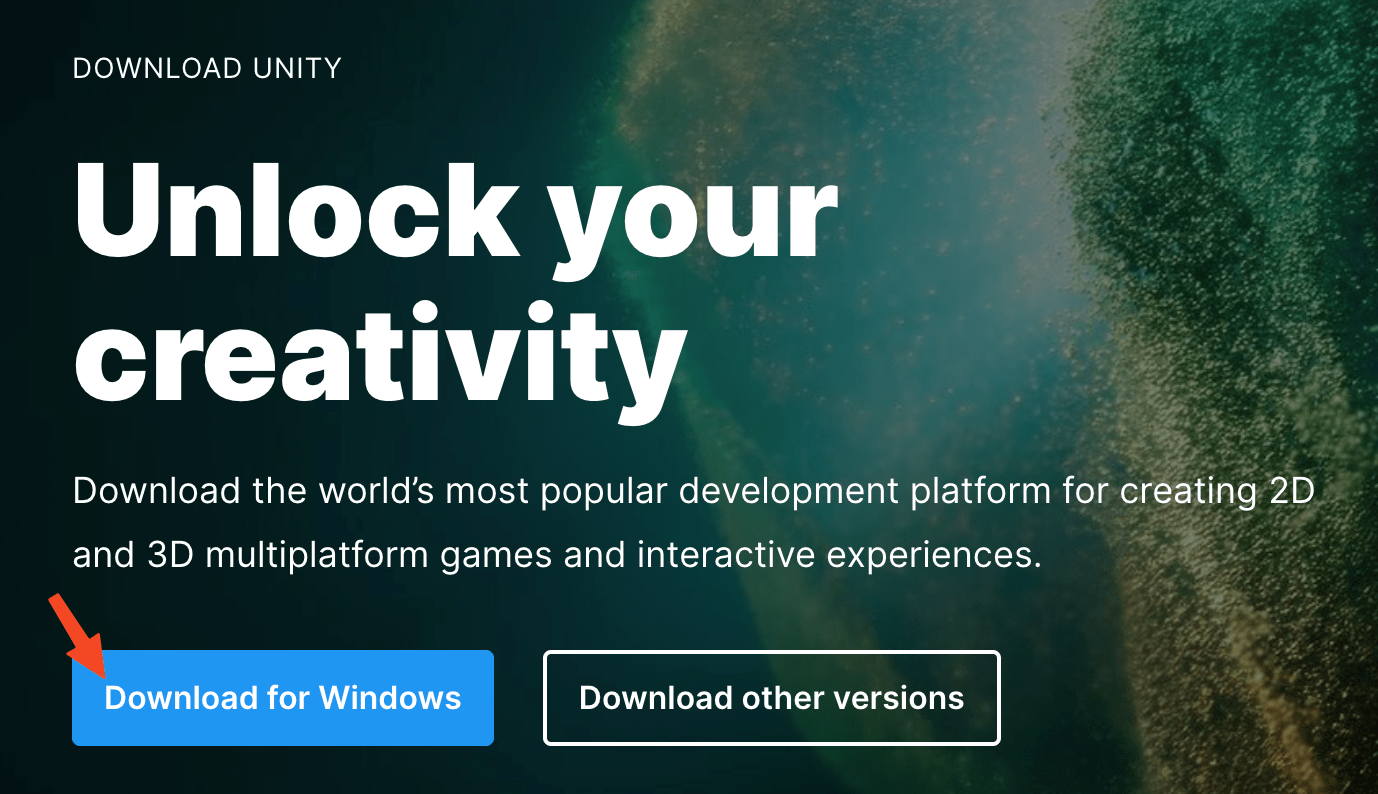 DOWNLOAD UNITY
Unlock your
creativity
Download the world’s most popular development platform for creating 2D
and 3D multiplatform games and interactive experiences.
Download for Windows
Download other versions